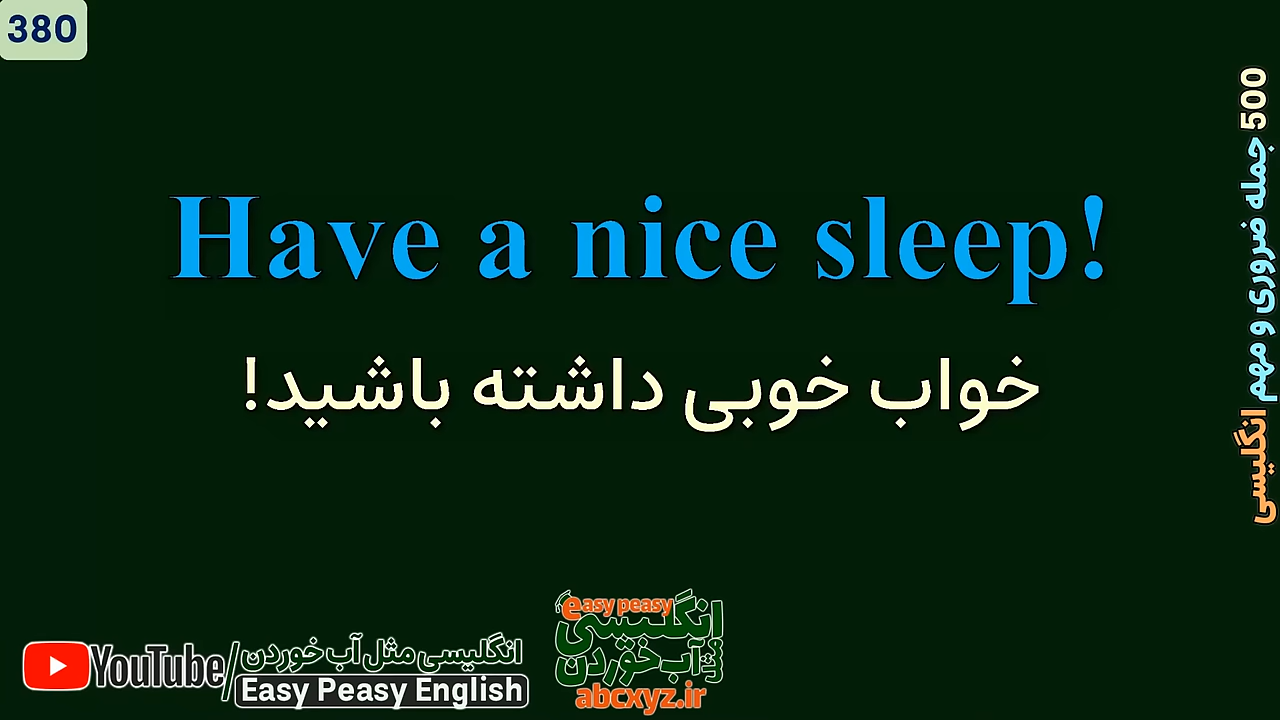 380
500 جمله ضروری و مهم انگلیسی
Have a nice sleep!
خواب خوبی داشته باشید!
YouTube/انگلیسی مثل آب خوردن
Easy Peasy English
easy peasy
انگلیسی
مثل آب خوردن
abcxyz.ir